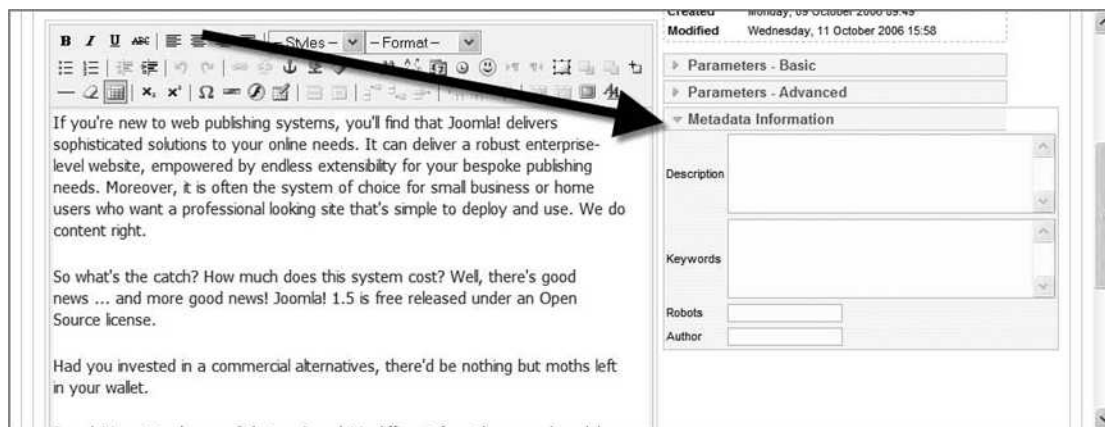 Created Monday, 09 October 2006 09:49
Modified Wednesday, 11 October 2006 15:58
B I U ABC Styles – – Format –
Parameters - Basic
Parameters - Advanced
Metadata Information
Description
Keywords
Robots
Author
If you're new to web publishing systems, you'll find that Joomla! delivers
sophisticated solutions to your online needs. It can deliver a robust enterprise-
level website, empowered by endless extensibility for your bespoke publishing
needs. Moreover, it is often the system of choice for small business or home
users who want a professional looking site that's simple to deploy and use. We do
content right.
So what's the catch? How much does this system cost? Well, there's good
news ... and more good news! Joomla! 1.5 is free released under an Open
Source license.
Had you invested in a commercial alternatives, there'd be nothing but moths left
in your wallet.